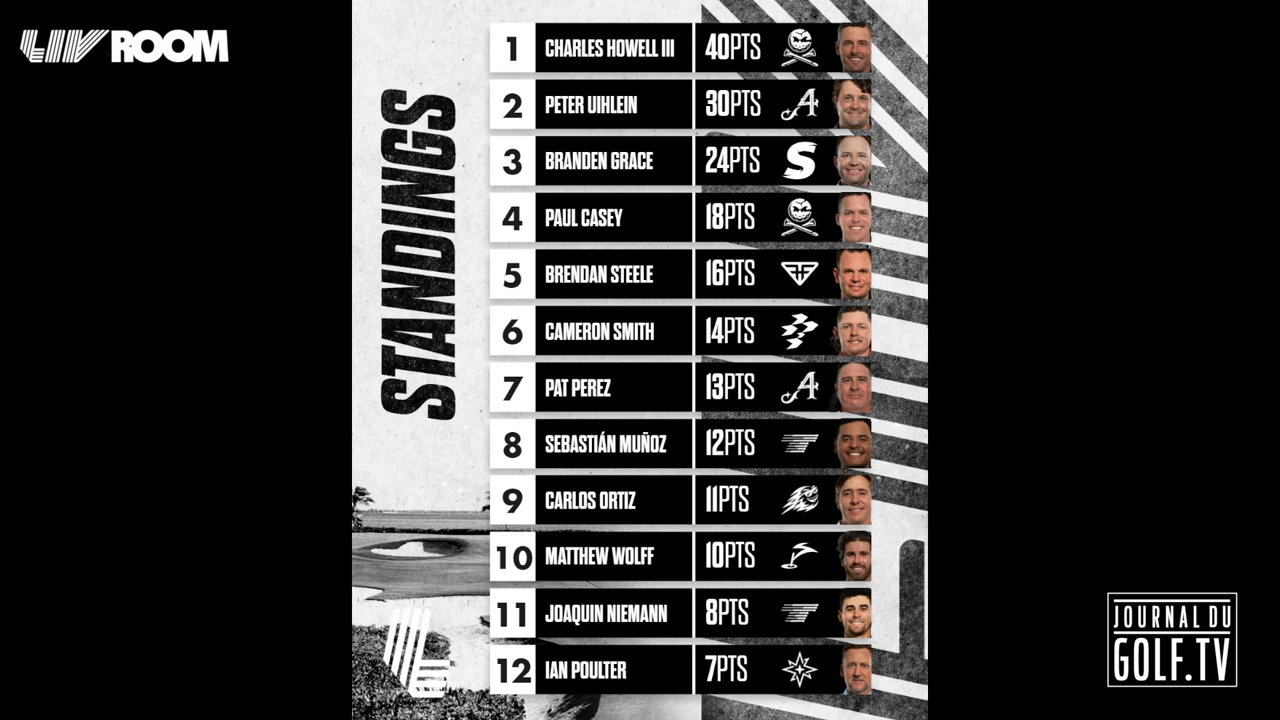 LIV ROOM
STANDINGS
1 CHARLES HOWELL III 40PTS
2 PETER UIHLEIN 30PTS A
3 BRANDEN GRACE 24PTS S
4 PAUL CASEY 18PTS
5 BRENDAN STEELE 16PTS HF
6 CAMERON SMITH 14PTS
7 PAT PEREZ 13PTS A
8 SEBASTIÁN MUÑOZ 12PTS
9 CARLOS ORTIZ 11PTS
10 MATTHEW WOLFF 10PTS
11 JOAQUIN NIEMANN 8PTS
12 IAN POULTER 7PTS
JOURNAL DU
GOLF.TV